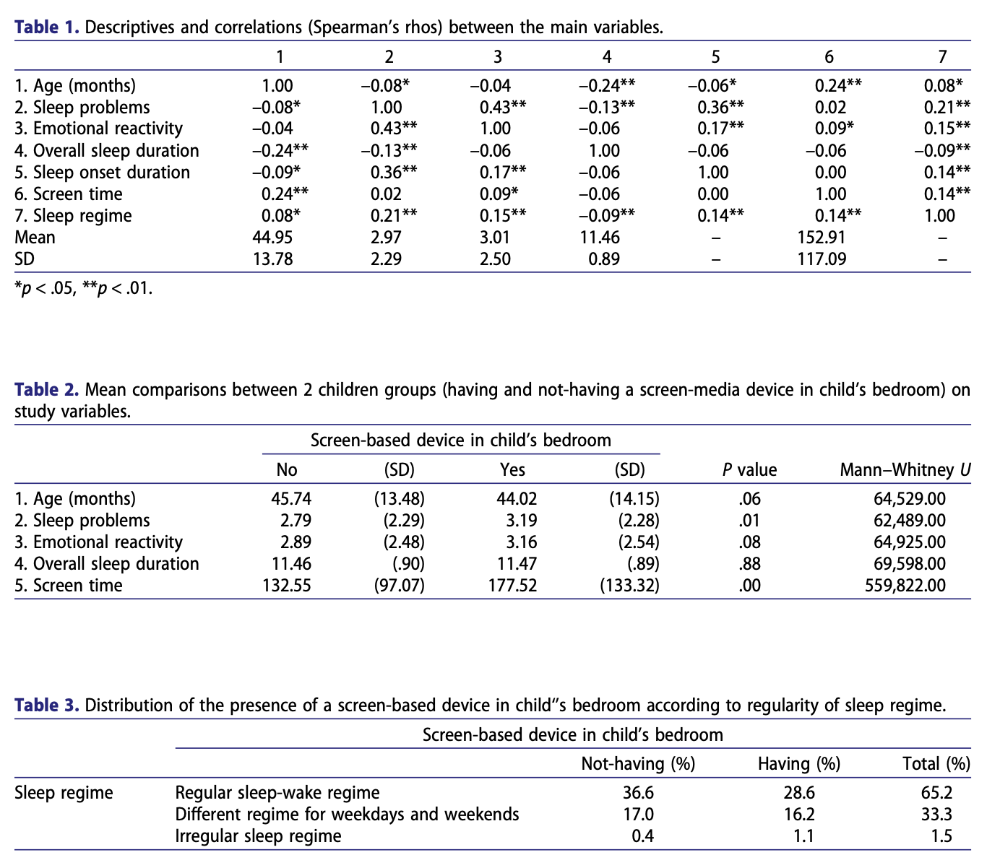 Table 1. Descriptives and correlations (Spearman's rhos) between the main variables.
1 2 3 4 5 6 7
1. Age (months) 1.00 –0.08* –0.04 –0.24** –0.06* 0.24** 0.08*
2. Sleep problems –0.08* 1.00 0.43** –0.13** 0.36** 0.02 0.21**
3. Emotional reactivity –0.04 0.43** 1.00 –0.06 0.17** 0.09* 0.15**
4. Overall sleep duration –0.24** –0.13** –0.06 1.00 –0.06 –0.06 –0.09**
5. Sleep onset duration –0.09* 0.36** 0.17** –0.06 1.00 0.00 0.14**
6. Screen time 0.24** 0.02 0.09* –0.06 0.00 1.00 0.14**
7. Sleep regime 0.08* 0.21** 0.15** –0.09** 0.14** 0.14** 1.00
Mean 44.95 2.97 3.01 11.46 – 152.91 –
SD 13.78 2.29 2.50 0.89 – 117.09 –
*p < .05, **p < .01.
Table 2. Mean comparisons between 2 children groups (having and not-having a screen-media device in child's bedroom) on
study variables.
Screen-based device in child's bedroom
No (SD) Yes (SD) P value Mann–Whitney U
1. Age (months) 45.74 (13.48) 44.02 (14.15) .06 64,529.00
2. Sleep problems 2.79 (2.29) 3.19 (2.28) .01 62,489.00
3. Emotional reactivity 2.89 (2.48) 3.16 (2.54) .08 64,925.00
4. Overall sleep duration 11.46 (.90) 11.47 (.89) .88 69,598.00
5. Screen time 132.55 (97.07) 177.52 (133.32) .00 559,822.00
Table 3. Distribution of the presence of a screen-based device in child"s bedroom according to regularity of sleep regime.
Screen-based device in child's bedroom
Not-having (%) Having (%) Total (%)
Sleep regime Regular sleep-wake regime 36.6 28.6 65.2
Different regime for weekdays and weekends 17.0 16.2 33.3
Irregular sleep regime 0.4 1.1 1.5